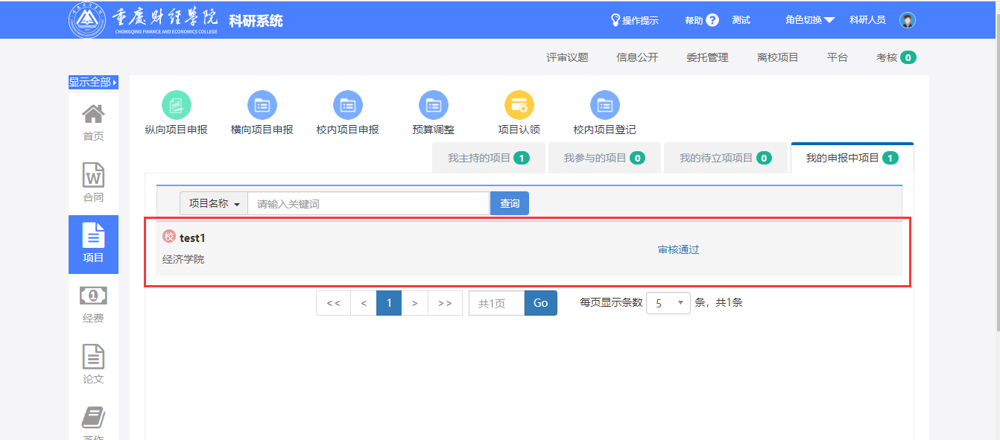 重庆财经学院
CHONGQING FINANCE AND ECONOMICS COLLEGE
科研系统
操作提示
帮助 ?
测试
角色切换
科研人员
评审议题
信息公开
委托管理
离校项目
平台
考核 0
显示全部
首页
W
合同
项目
1
经费
论文
著作
纵向项目申报
横向项目申报
校内项目申报
预算调整
项目认领
校内项目登记
我主持的项目 1
我参与的项目 0
我的待立项项目 0
我的申报中项目 1
项目名称
请输入关键词
查询
校 test1
经济学院
审核通过
<< < 1 > >> 共1页 Go 每页显示条数 5 条，共1条